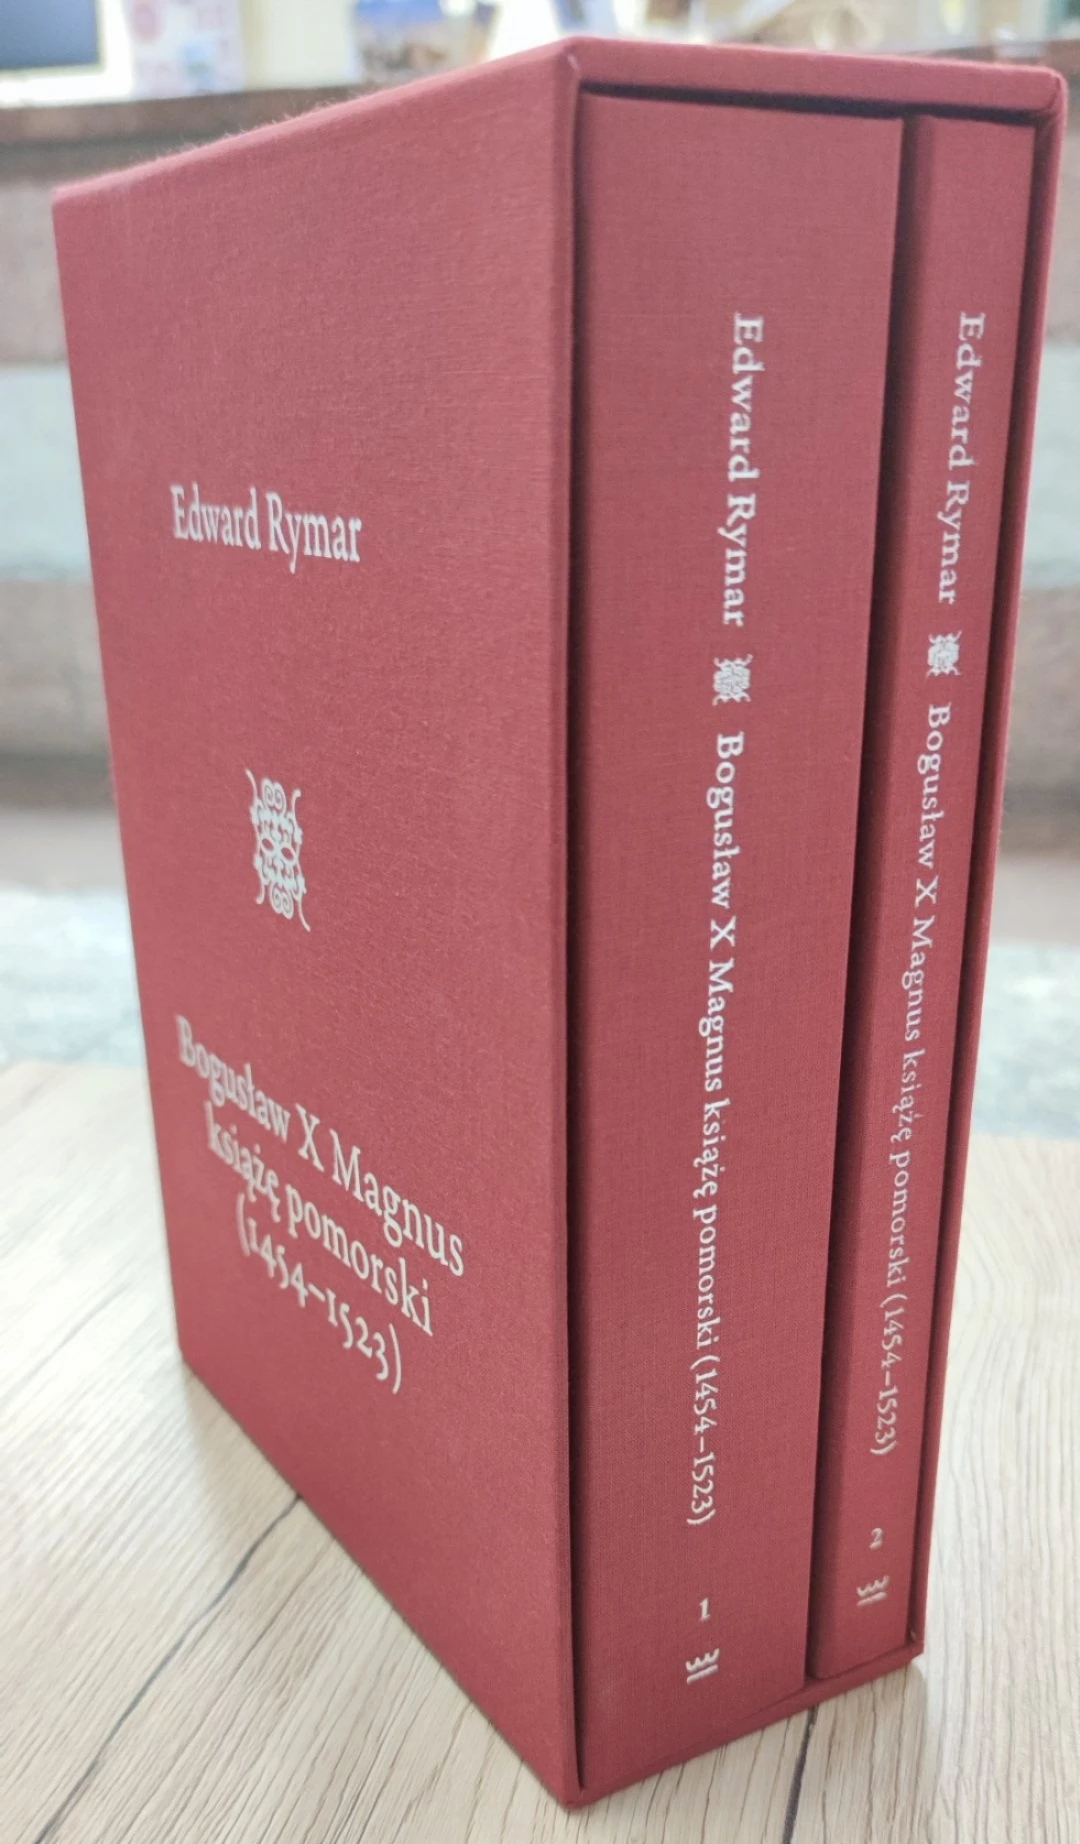 Edward Rymar
Bogusław X Magnus
książę pomorski
(1454–1523)
Edward Rymar Bogusław X Magnus książę pomorski (1454–1523) 1
Edward Rymar Bogusław X Magnus książę pomorski (1454–1523) 2